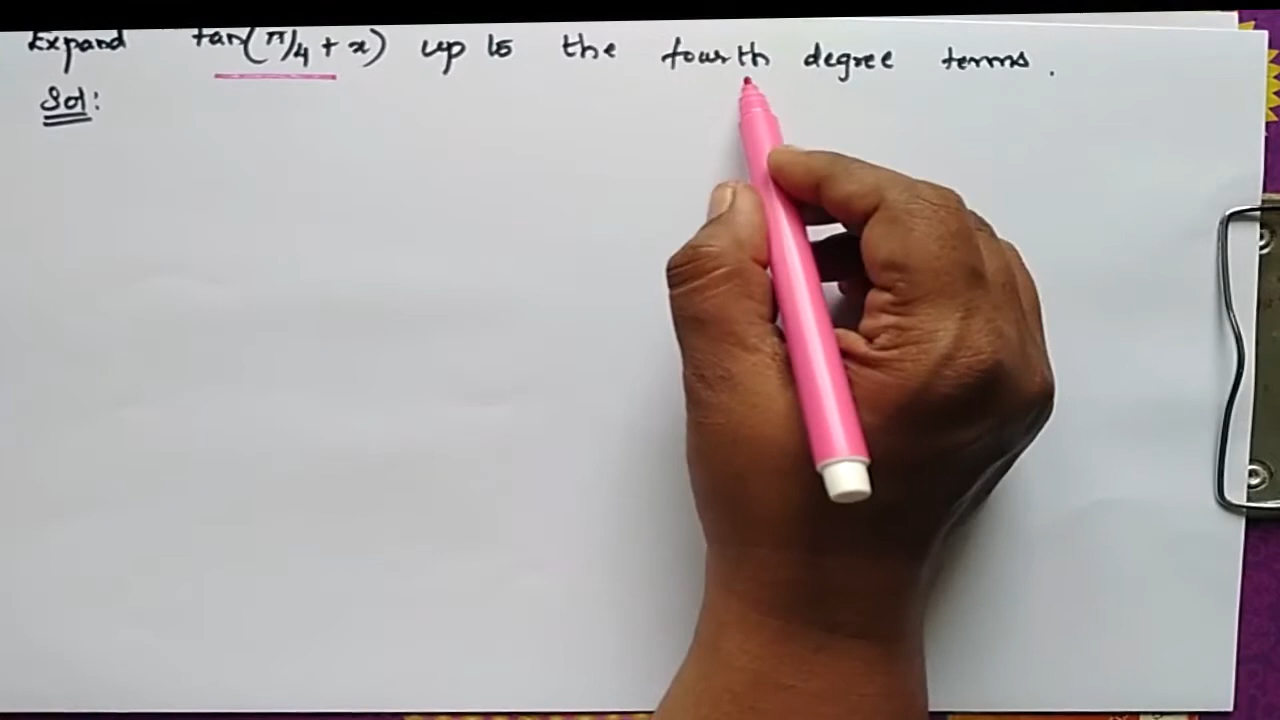 Expand tan(π/4 + x) up to the fourth degree terms.
Sol: